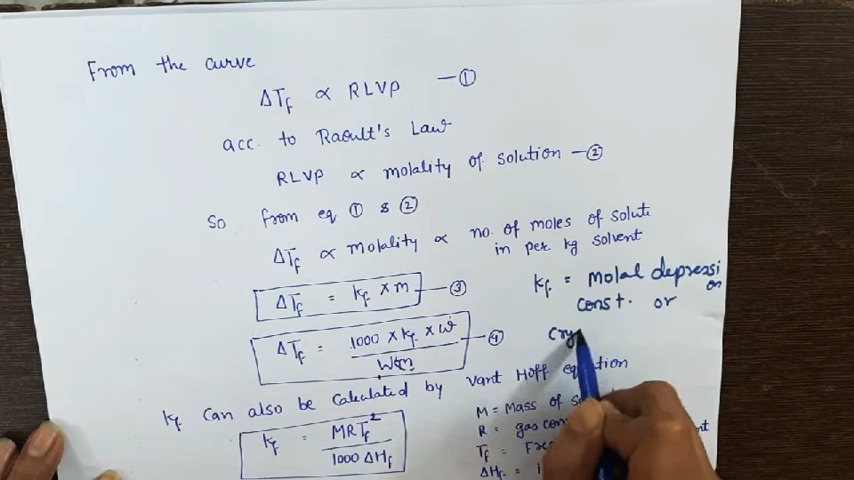 From the curve
ΔTf ∝ RLVP —①
acc. to Raoult's Law
RLVP ∝ molality of solution —②
So from eq ① & ②
ΔTf ∝ molality ∝ no. of moles of solute
in per kg solvent
ΔTf = kf × m —③
kf = molal depression
const. or
cry
ΔTf = 1000 × kf × w / —④
kf can also be calculated by Vant Hoff equation
kf = MRTf² / 1000 ΔHf
M = Mass of
R = gas con
Tf =
ΔHf =